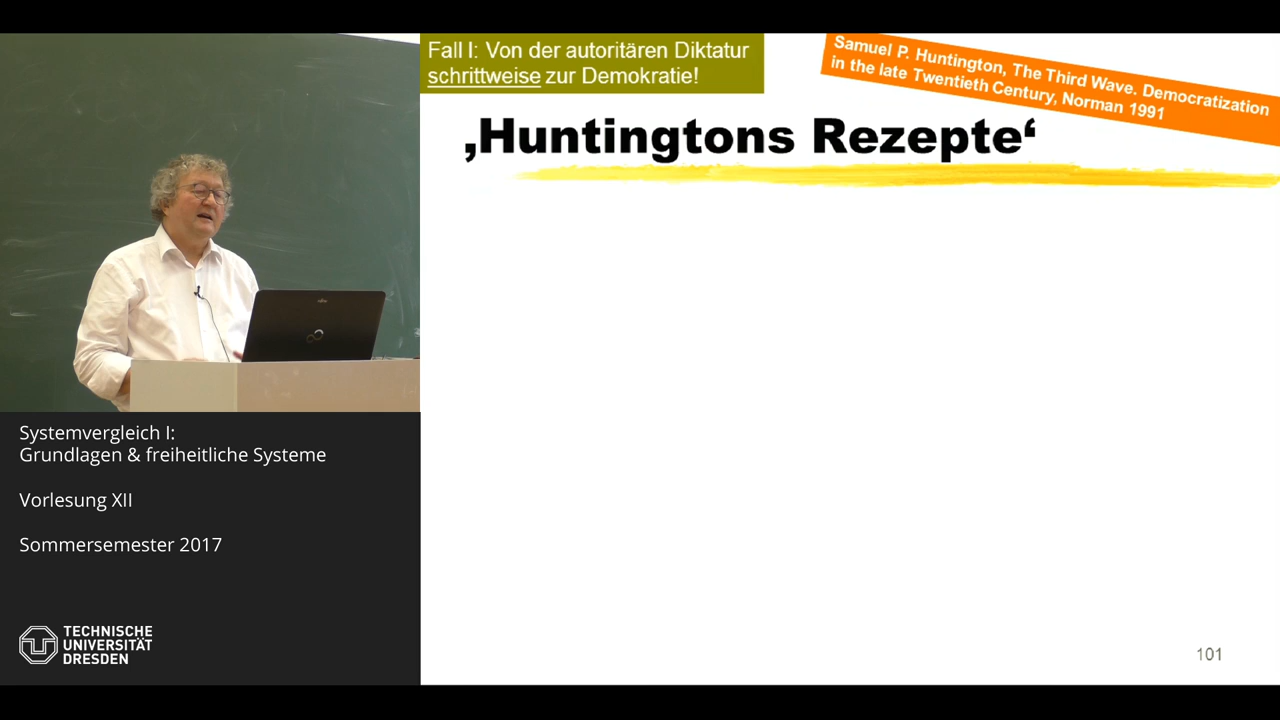 Fall I: Von der autoritären Diktatur
schrittweise zur Demokratie!
Samuel P. Huntington, The Third Wave. Democratization
in the late Twentieth Century, Norman 1991
‚Huntingtons Rezepte‘
Systemvergleich I:
Grundlagen & freiheitliche Systeme
Vorlesung XII
Sommersemester 2017
TECHNISCHE
UNIVERSITÄT
DRESDEN
101